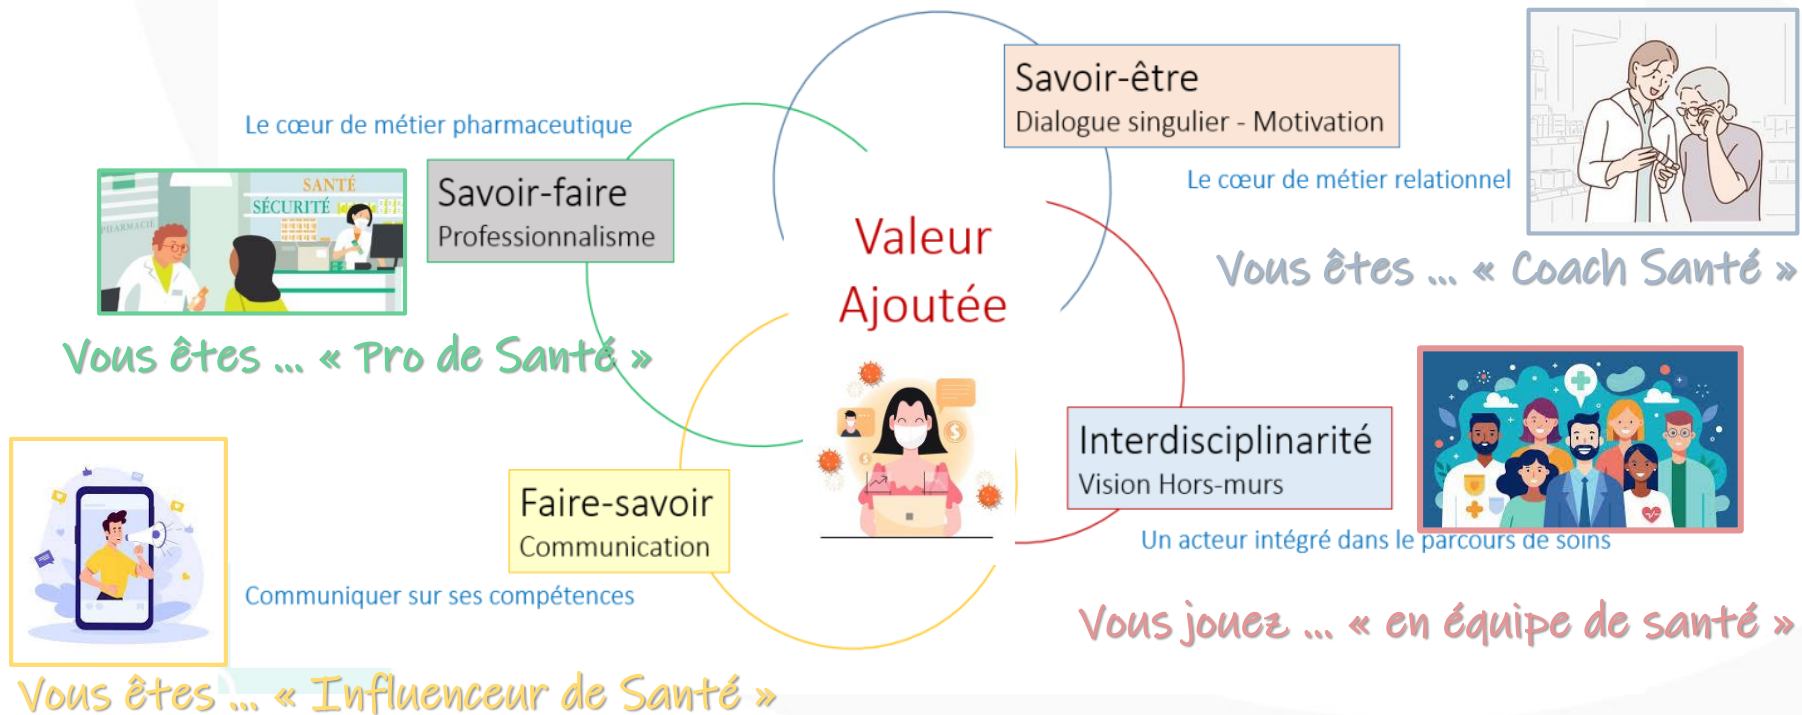 Le cœur de métier pharmaceutique
Savoir-faire
Professionnalisme
SANTÉ
SÉCURITÉ
PHARMACIE
Vous êtes ... « Pro de Santé »
Savoir-être
Dialogue singulier - Motivation
Le cœur de métier relationnel
Vous êtes ... « Coach Santé »
Valeur
Ajoutée
Faire-savoir
Communication
Communiquer sur ses compétences
Vous êtes ... « Influenceur de Santé »
Interdisciplinarité
Vision Hors-murs
Un acteur intégré dans le parcours de soins
Vous jouez ... « en équipe de santé »